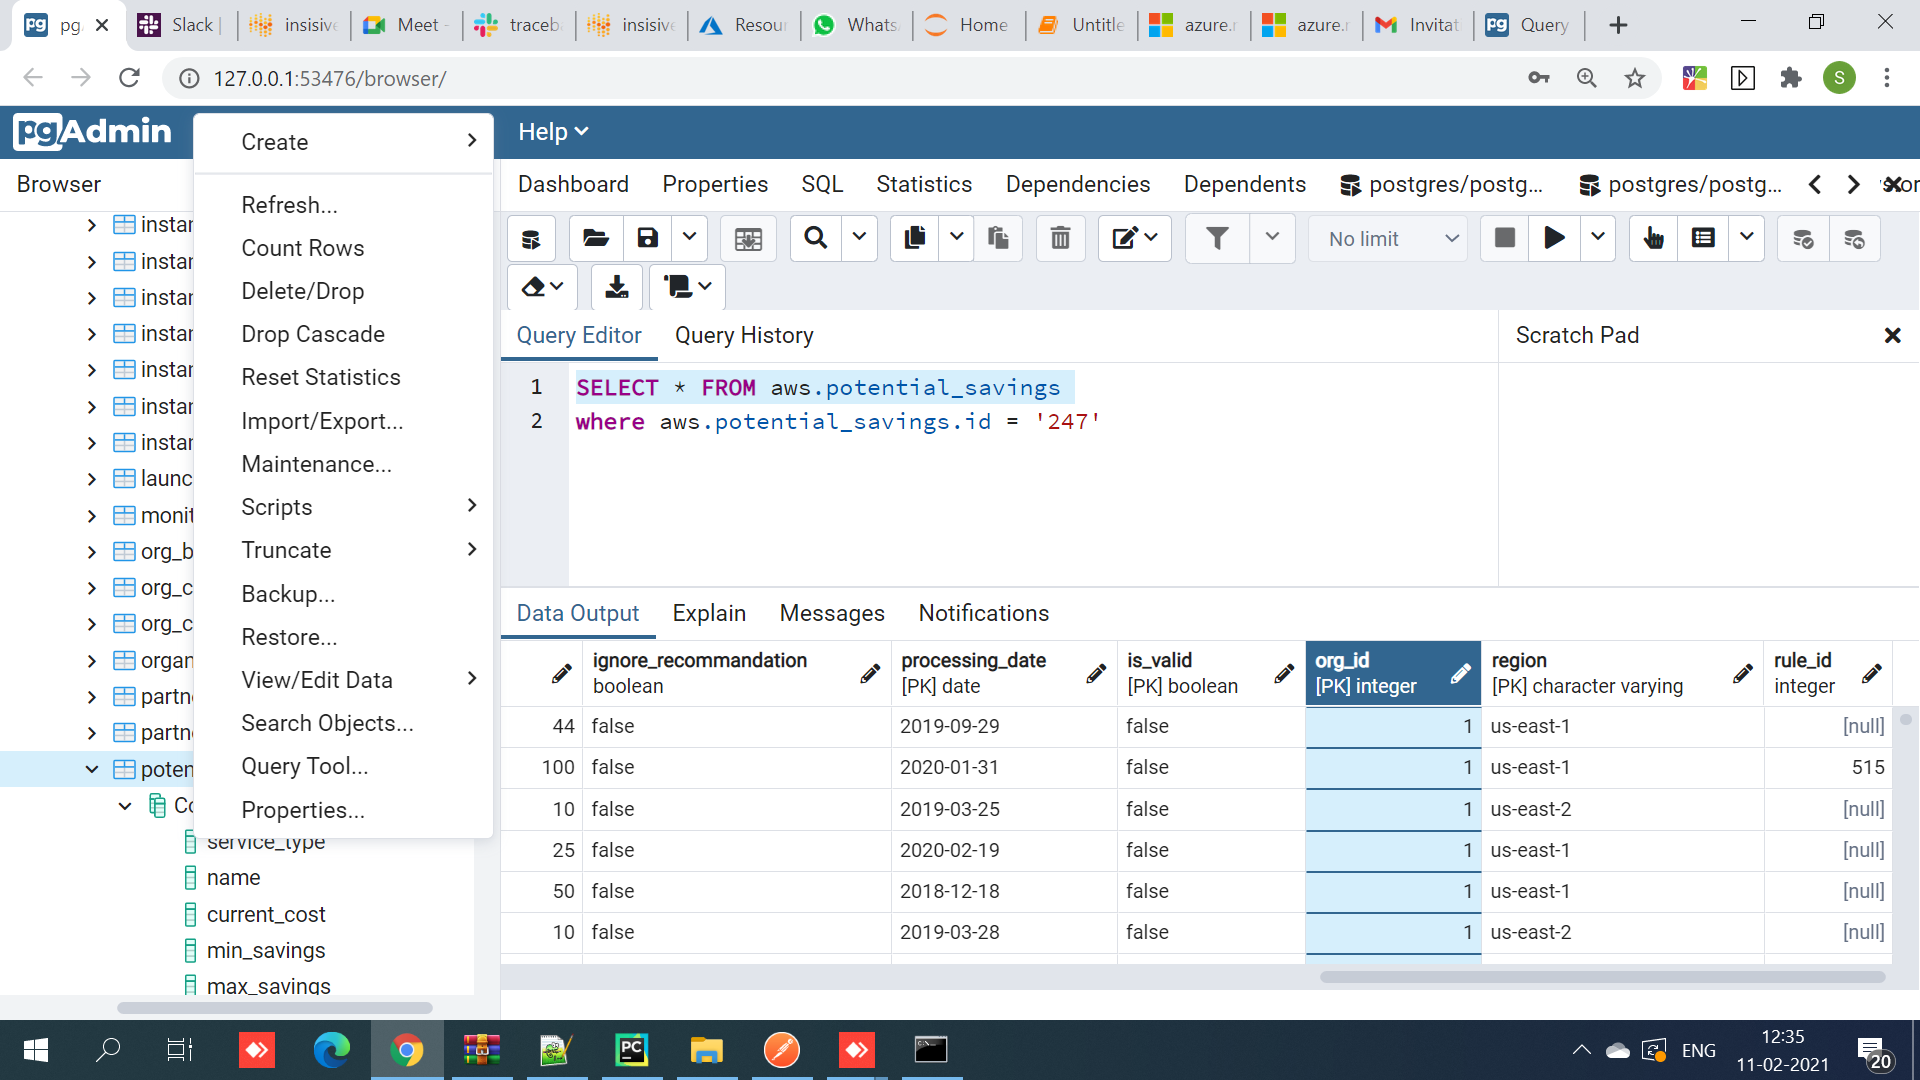 pg
Slack
insisive
Meet -
traceb
insisive
Resour
WhatsA
Home
Untitle
azure.r
azure.r
Invitat
Query
127.0.0.1:53476/browser/
S
pgAdmin
Help
Browser
Create
Refresh...
Count Rows
Delete/Drop
Drop Cascade
Reset Statistics
Import/Export...
Maintenance...
Scripts
Truncate
Backup...
Restore...
View/Edit Data
Search Objects...
Query Tool...
Properties...
instar
instar
instar
instar
instar
instar
instar
launc
monit
org_b
org_c
org_c
organ
partne
partne
poten
Co
service_type
name
current_cost
min_savings
max_savings
Dashboard Properties SQL Statistics Dependencies Dependents postgres/postg... postgres/postg...
No limit
Query Editor Query History
Scratch Pad
1 SELECT * FROM aws.potential_savings
2 where aws.potential_savings.id = '247'
Data Output Explain Messages Notifications
ignore_recommandation processing_date is_valid org_id region rule_id
boolean [PK] date [PK] boolean [PK] integer [PK] character varying integer
44 false 2019-09-29 false 1 us-east-1 [null]
100 false 2020-01-31 false 1 us-east-1 515
10 false 2019-03-25 false 1 us-east-2 [null]
25 false 2020-02-19 false 1 us-east-1 [null]
50 false 2018-12-18 false 1 us-east-1 [null]
10 false 2019-03-28 false 1 us-east-2 [null]
PC
ENG
12:35
11-02-2021
20